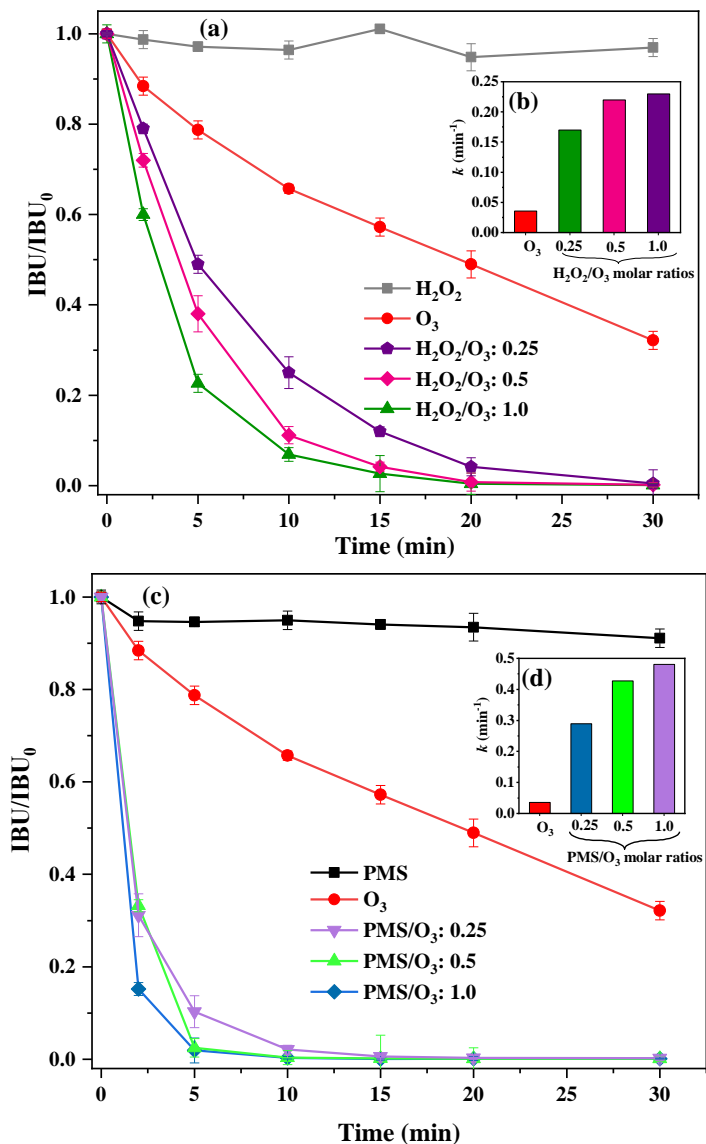 (a)
1.0
0.8
0.6
0.4
0.2
0.0
IBU/IBU₀
0 5 10 15 20 25 30
Time (min)
H₂O₂
O₃
H₂O₂/O₃: 0.25
H₂O₂/O₃: 0.5
H₂O₂/O₃: 1.0
(b)
0.25
0.20
0.15
0.10
0.05
0.00
k (min⁻¹)
O₃ 0.25 0.5 1.0
H₂O₂/O₃ molar ratios
(c)
1.0
0.8
0.6
0.4
0.2
0.0
IBU/IBU₀
0 5 10 15 20 25 30
Time (min)
PMS
O₃
PMS/O₃: 0.25
PMS/O₃: 0.5
PMS/O₃: 1.0
(d)
0.5
0.4
0.3
0.2
0.1
0.0
k (min⁻¹)
O₃ 0.25 0.5 1.0
PMS/O₃ molar ratios